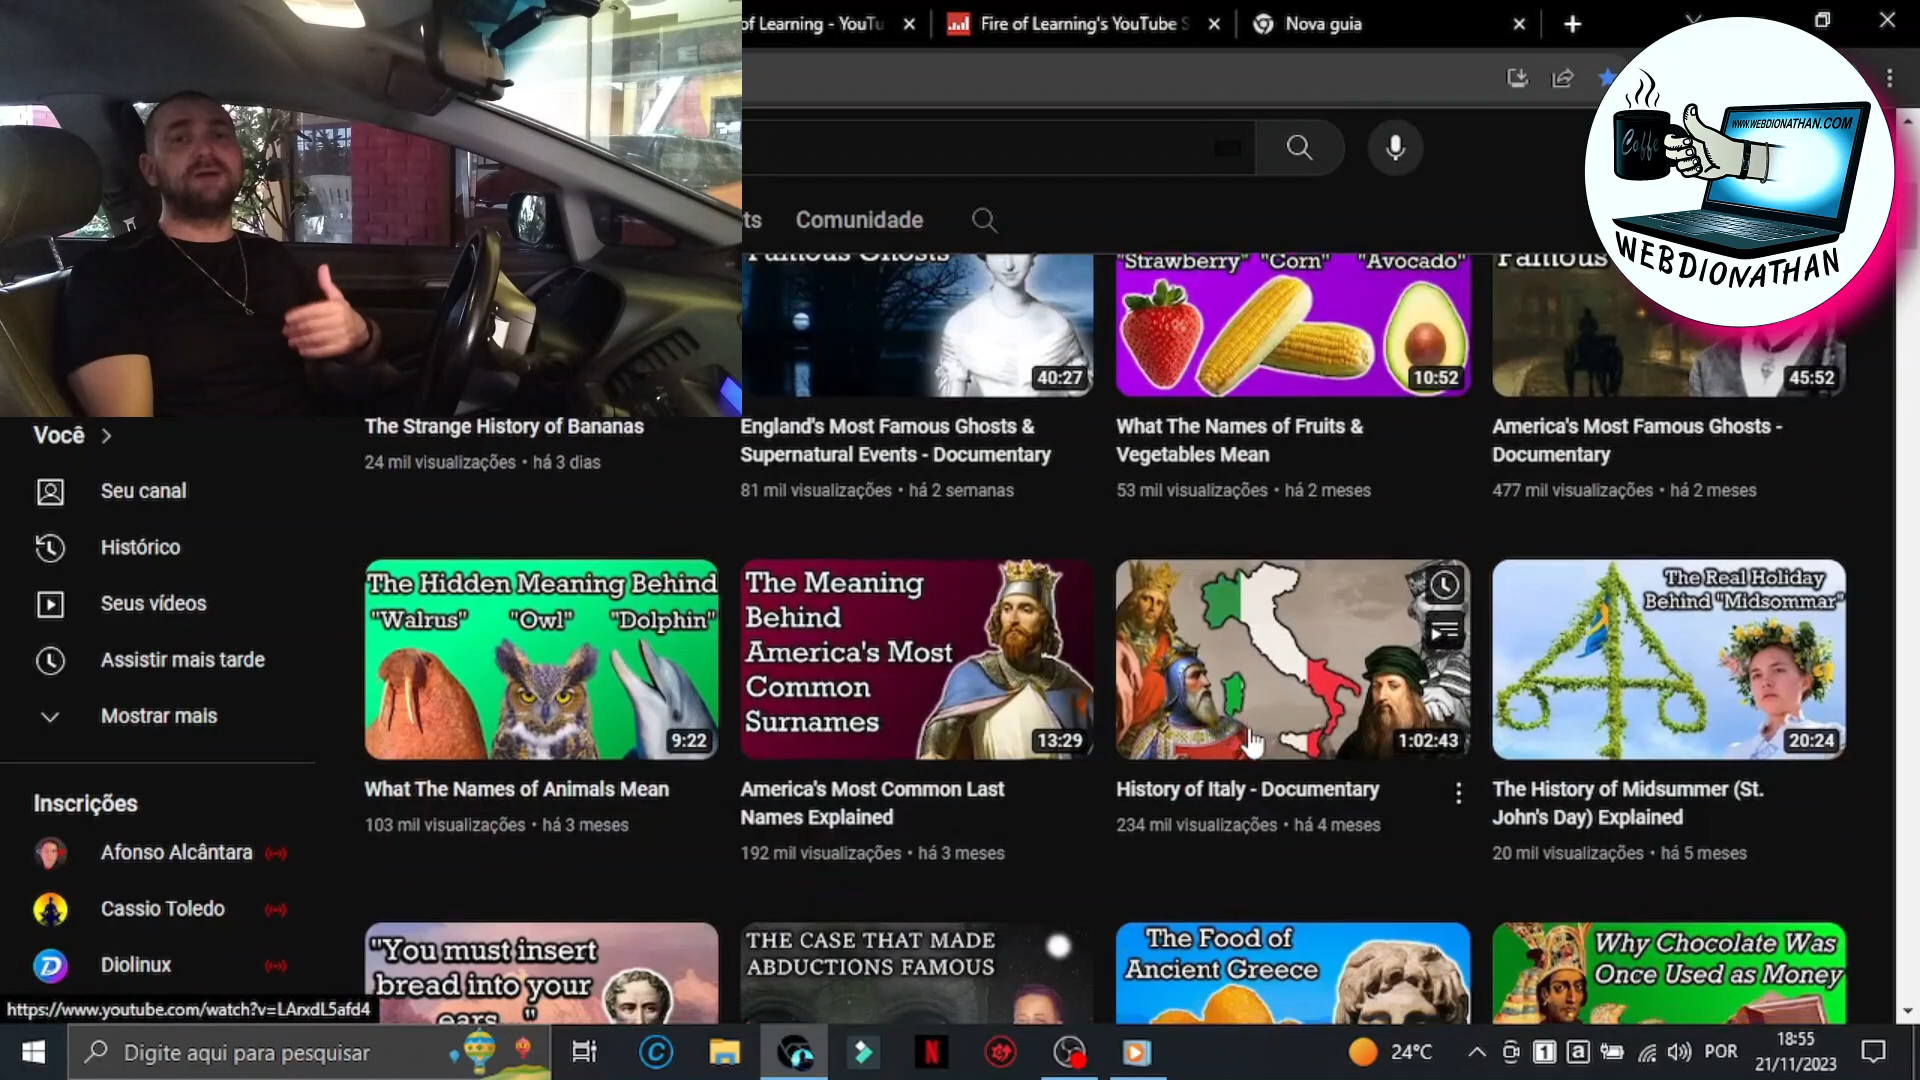 of Learning - YouTu
Fire of Learning's YouTube S
Nova guia
WWW.WEBDIONATHAN.COM
Coffe
WEBDIONATHAN
ts
Comunidade
Famous Ghosts
"Strawberry" "Corn" "Avocado"
Famous
40:27
10:52
45:52
Você
The Strange History of Bananas
24 mil visualizações • há 3 dias
England's Most Famous Ghosts &
Supernatural Events - Documentary
81 mil visualizações • há 2 semanas
What The Names of Fruits &
Vegetables Mean
53 mil visualizações • há 2 meses
America's Most Famous Ghosts -
Documentary
477 mil visualizações • há 2 meses
Seu canal
Histórico
Seus vídeos
Assistir mais tarde
Mostrar mais
The Hidden Meaning Behind
"Walrus" "Owl" "Dolphin"
9:22
The Meaning
Behind
America's Most
Common
Surnames
13:29
1:02:43
The Real Holiday
Behind "Midsommar"
20:24
What The Names of Animals Mean
103 mil visualizações • há 3 meses
America's Most Common Last
Names Explained
192 mil visualizações • há 3 meses
History of Italy - Documentary
234 mil visualizações • há 4 meses
The History of Midsummer (St.
John's Day) Explained
20 mil visualizações • há 5 meses
Inscrições
Afonso Alcântara
Cassio Toledo
Diolinux
"You must insert
bread into your
ears..."
THE CASE THAT MADE
ABDUCTIONS FAMOUS
The Food of
Ancient Greece
Why Chocolate Was
Once Used as Money
https://www.youtube.com/watch?v=LArxdL5afd4
Digite aqui para pesquisar
24°C
POR
18:55
21/11/2023